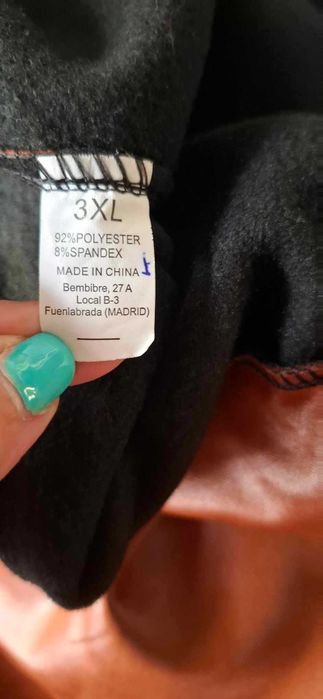 3XL
92%POLYESTER
8%SPANDEX
MADE IN CHINA
Bembibre, 27 A
Local B-3
Fuenlabrada (MADRID)